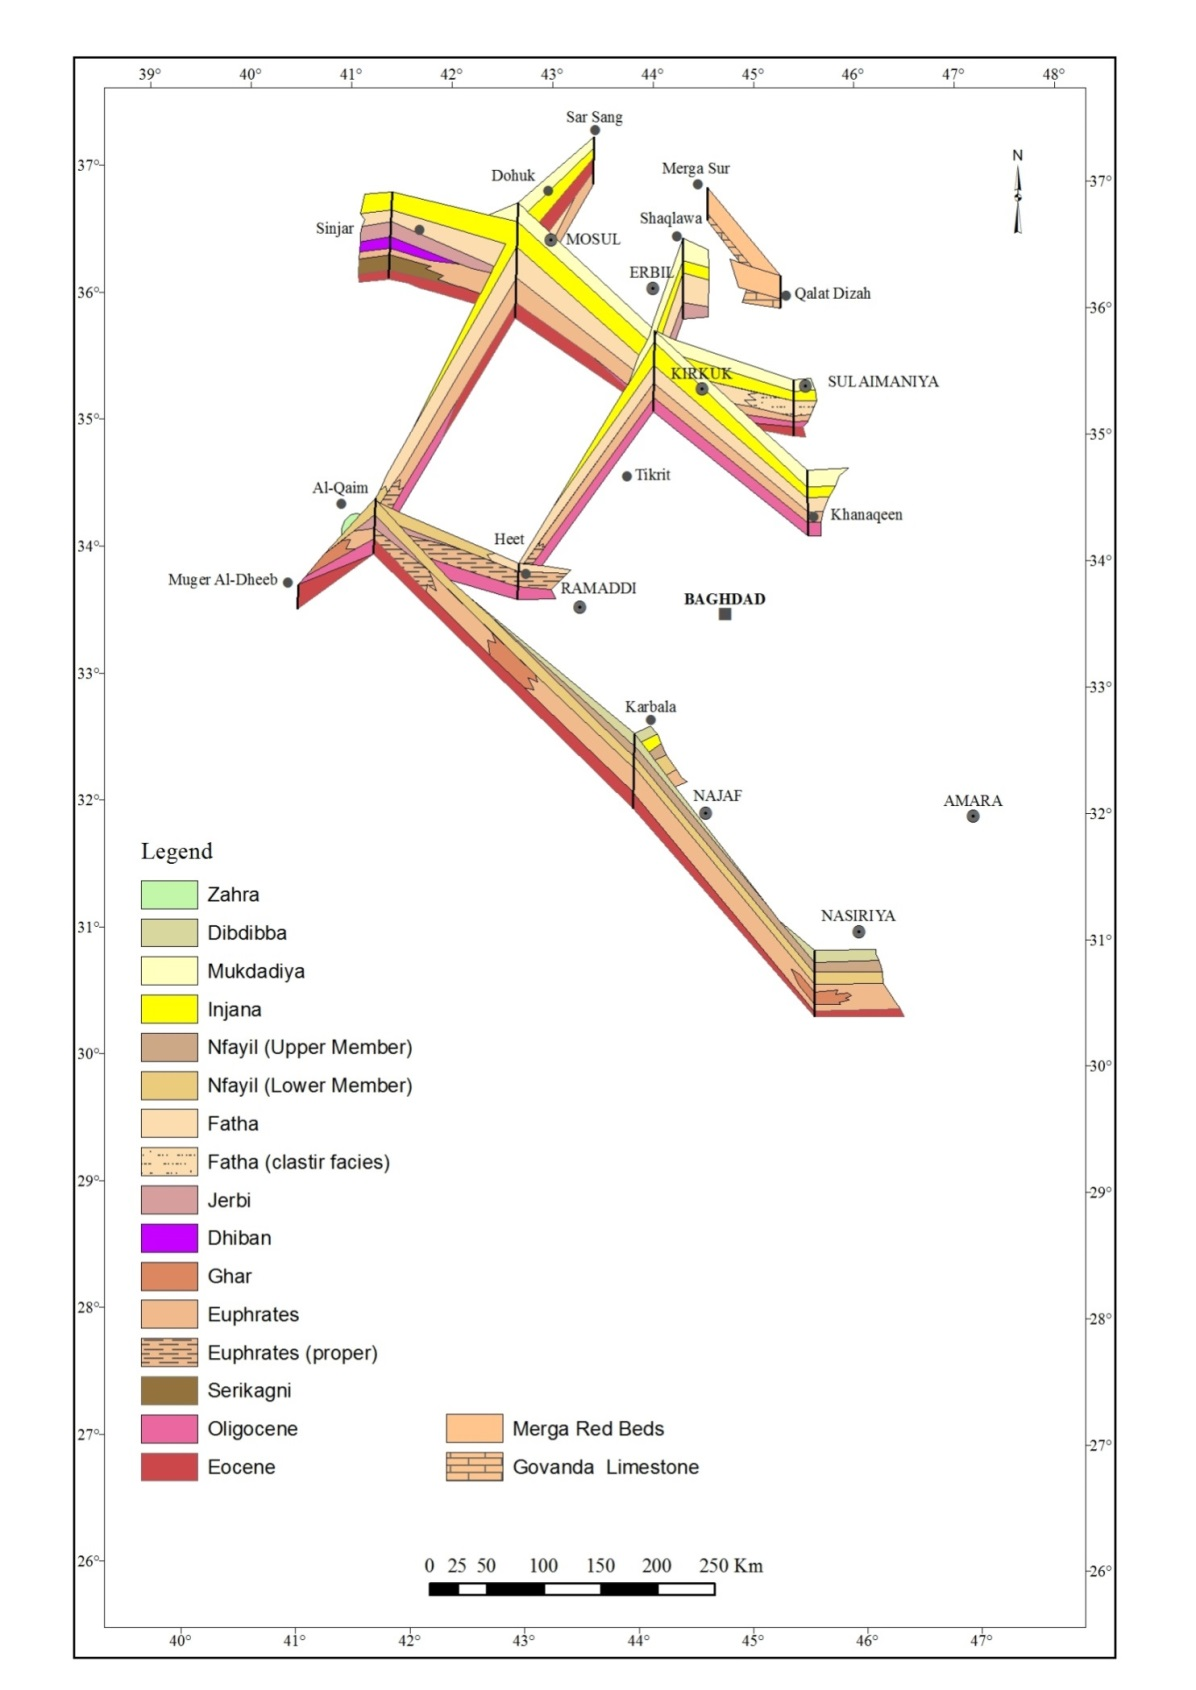 39° 40° 41° 42° 43° 44° 45° 46° 47° 48°
Sar Sang
N
37°
Merga Sur
37°
Dohuk
Shaqlawa
Sinjar
MOSUL
ERBIL
36°
Qalat Dizah
36°
KIRKUK
SULAIMANIYA
35°
35°
Tikrit
Al-Qaim
Khanaqeen
Heet
34°
34°
Muger Al-Dheeb
RAMADDI
BAGHDAD
33°
33°
Karbala
NAJAF
AMARA
32°
32°
Legend
Zahra
NASIRIYA
31°
31°
Dibdibba
Mukdadiya
Injana
Nfayil (Upper Member)
30°
30°
Nfayil (Lower Member)
Fatha
Fatha (clastir facies)
29°
29°
Jerbi
Dhiban
Ghar
28°
28°
Euphrates
Euphrates (proper)
Serikagni
27°
27°
Oligocene
Merga Red Beds
Eocene
Govanda Limestone
26°
26°
0 25 50 100 150 200 250 Km
40° 41° 42° 43° 44° 45° 46° 47°